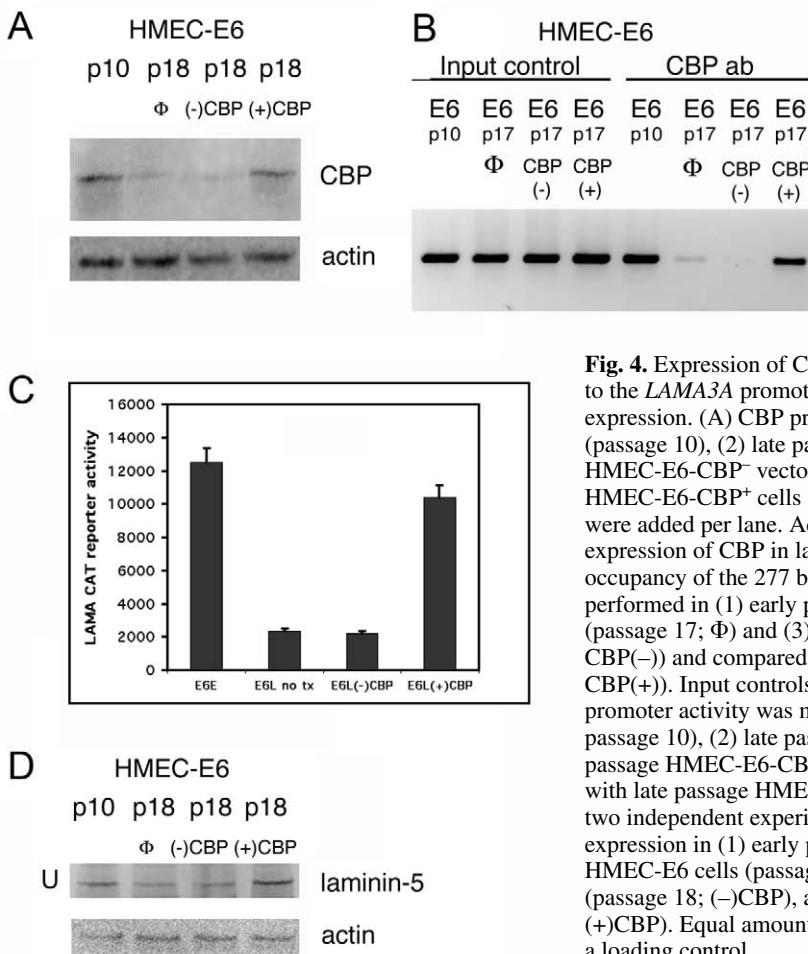 A
HMEC-E6
p10 p18 p18 p18
Φ (-)CBP (+)CBP
CBP
actin
B
HMEC-E6
Input control CBP ab
E6 E6 E6 E6 E6 E6 E6 E6
p10 p17 p17 p17 p10 p17 p17 p17
Φ CBP CBP Φ CBP CBP
(-) (+) (-) (+)
C
LAMA CAT reporter activity
16000
14000
12000
10000
8000
6000
4000
2000
0
E6E E6L no tx E6L(-)CBP E6L(+)CBP
D
HMEC-E6
p10 p18 p18 p18
Φ (-)CBP (+)CBP
U laminin-5
actin
Fig. 4. Expression of C
to the LAMA3A promot
expression. (A) CBP pr
(passage 10), (2) late pa
HMEC-E6-CBP– vector
HMEC-E6-CBP+ cells
were added per lane. Ac
expression of CBP in la
occupancy of the 277 b
performed in (1) early p
(passage 17; Φ) and (3)
CBP(–)) and compared
CBP(+)). Input controls
promoter activity was m
passage 10), (2) late pas
passage HMEC-E6-CB
with late passage HME
two independent experi
expression in (1) early p
HMEC-E6 cells (passag
(passage 18; (–)CBP), a
(+)CBP). Equal amount
a loading control